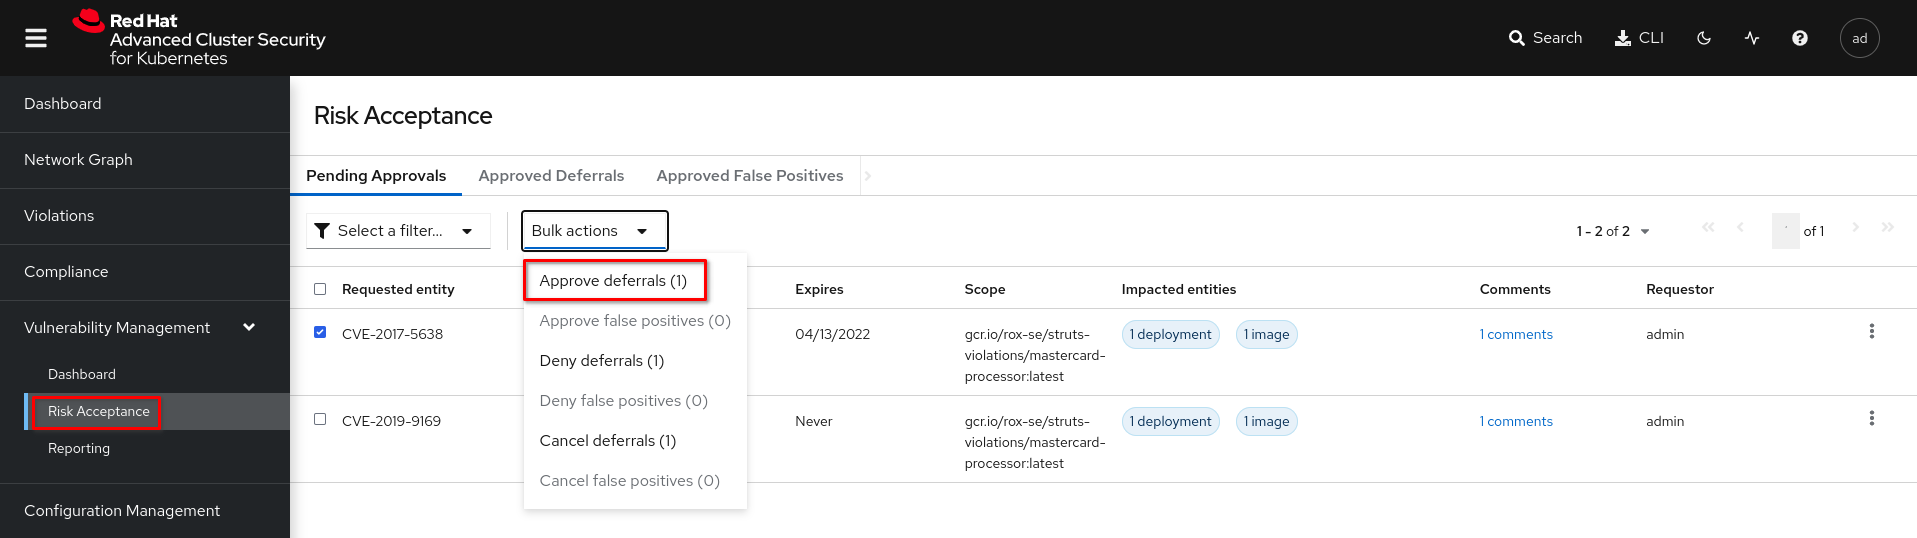 Red Hat
Advanced Cluster Security
for Kubernetes
Search
CLI
ad
Dashboard
Network Graph
Violations
Compliance
Vulnerability Management
Dashboard
Risk Acceptance
Reporting
Configuration Management
Risk Acceptance
Pending Approvals
Approved Deferrals
Approved False Positives
Select a filter...
Bulk actions
1 - 2 of 2
of 1
Approve deferrals (1)
Approve false positives (0)
Deny deferrals (1)
Deny false positives (0)
Cancel deferrals (1)
Cancel false positives (0)
Requested entity
Expires
Scope
Impacted entities
Comments
Requestor
CVE-2017-5638
04/13/2022
gcr.io/rox-se/struts-
violations/mastercard-
processor:latest
1 deployment
1 image
1 comments
admin
CVE-2019-9169
Never
gcr.io/rox-se/struts-
violations/mastercard-
processor:latest
1 deployment
1 image
1 comments
admin